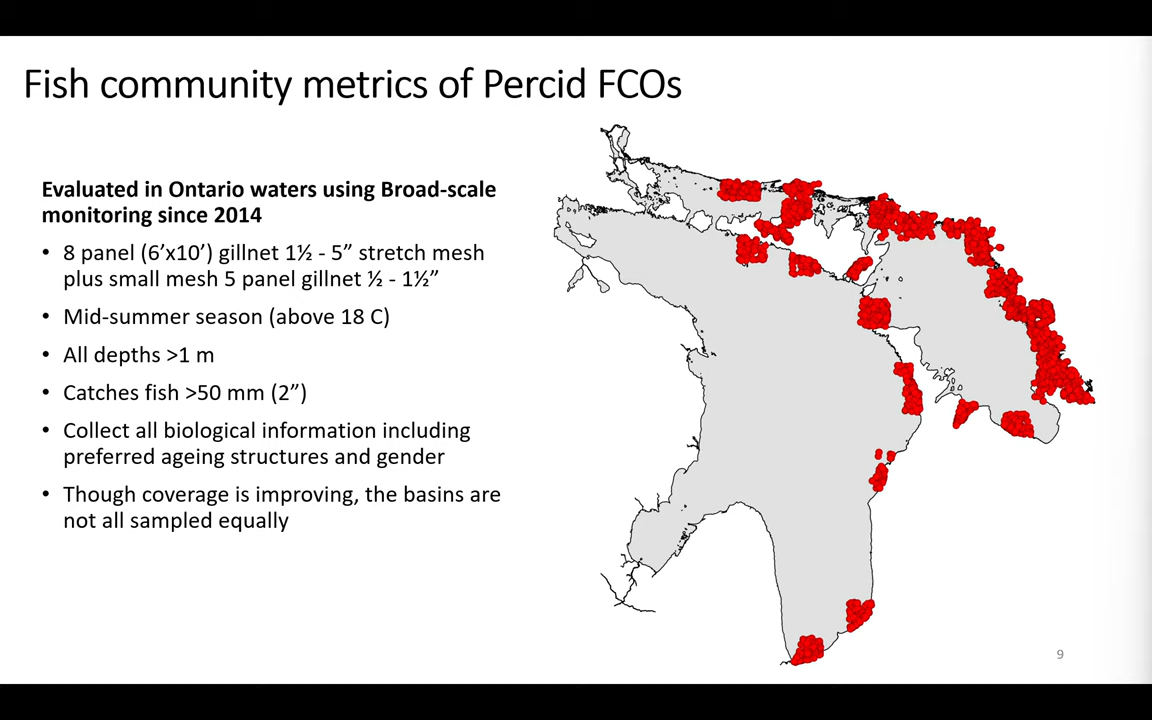 Fish community metrics of Percid FCOs
Evaluated in Ontario waters using Broad-scale
monitoring since 2014
• 8 panel (6’x10’) gillnet 1½ - 5” stretch mesh
plus small mesh 5 panel gillnet ½ - 1½”
• Mid-summer season (above 18 C)
• All depths >1 m
• Catches fish >50 mm (2”)
• Collect all biological information including
preferred ageing structures and gender
• Though coverage is improving, the basins are
not all sampled equally
9